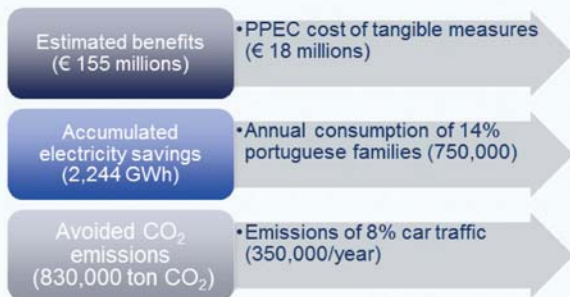 Estimated benefits
(€ 155 millions)
•PPEC cost of tangible measures
(€ 18 millions)
Accumulated
electricity savings
(2,244 GWh)
•Annual consumption of 14%
portuguese families (750,000)
Avoided CO₂
emissions
(830,000 ton CO₂)
•Emissions of 8% car traffic
(350,000/year)